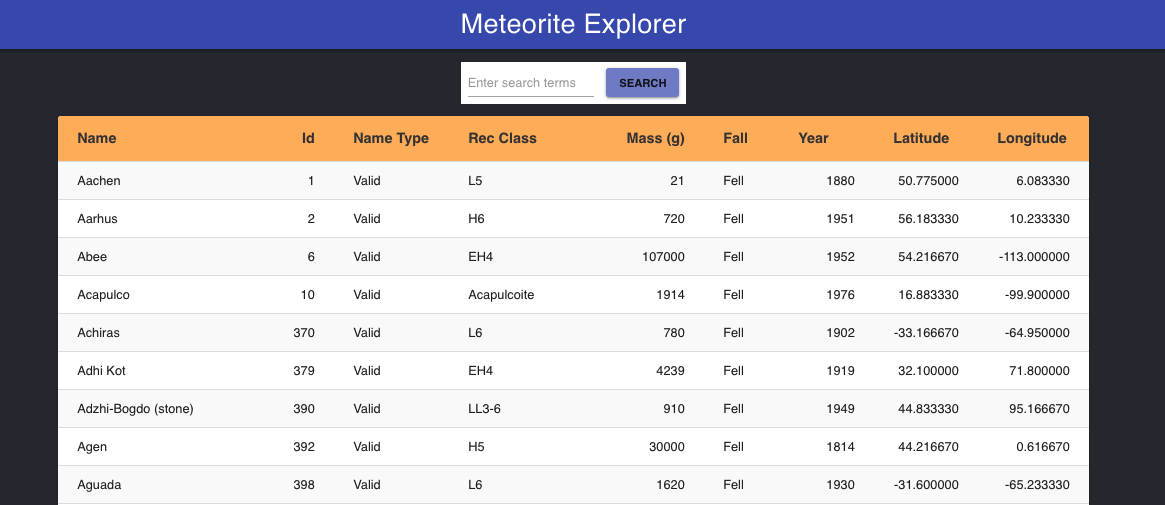 Meteorite Explorer
Enter search terms SEARCH
Name Id Name Type Rec Class Mass (g) Fall Year Latitude Longitude
Aachen 1 Valid L5 21 Fell 1880 50.775000 6.083330
Aarhus 2 Valid H6 720 Fell 1951 56.183330 10.233330
Abee 6 Valid EH4 107000 Fell 1952 54.216670 -113.000000
Acapulco 10 Valid Acapulcoite 1914 Fell 1976 16.883330 -99.900000
Achiras 370 Valid L6 780 Fell 1902 -33.166670 -64.950000
Adhi Kot 379 Valid EH4 4239 Fell 1919 32.100000 71.800000
Adzhi-Bogdo (stone) 390 Valid LL3-6 910 Fell 1949 44.833330 95.166670
Agen 392 Valid H5 30000 Fell 1814 44.216670 0.616670
Aguada 398 Valid L6 1620 Fell 1930 -31.600000 -65.233330